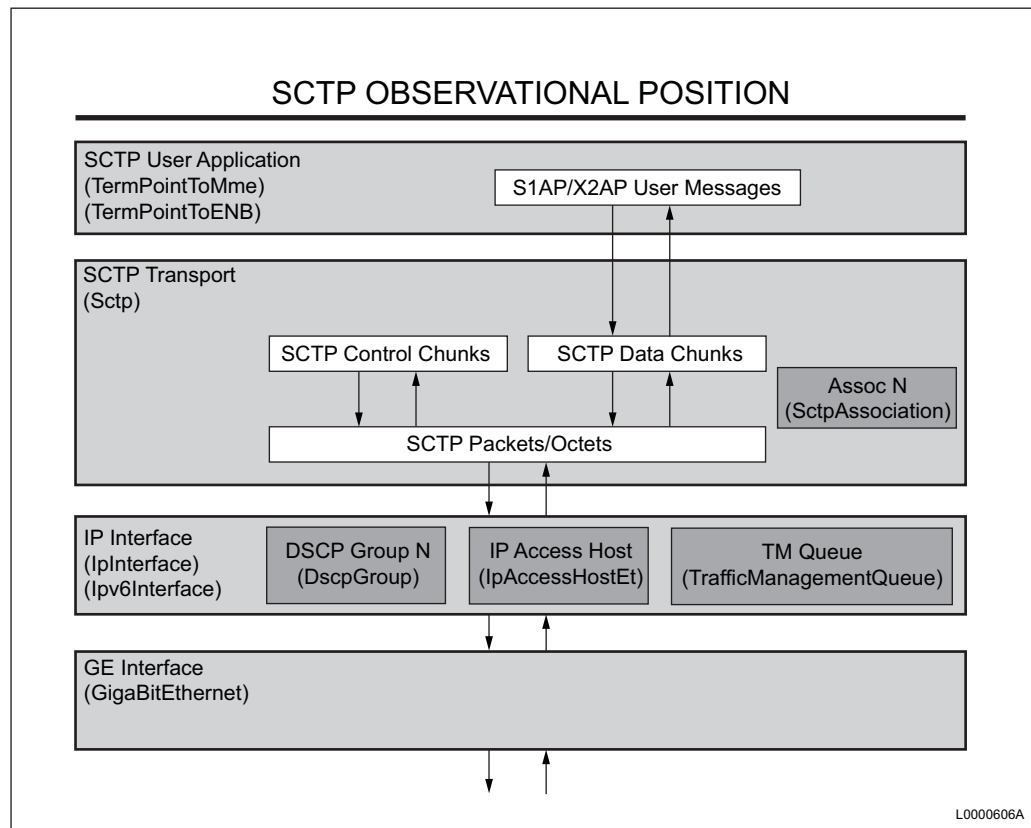 SCTP OBSERVATIONAL POSITION
SCTP User Application
(TermPointToMme)
(TermPointToENB)
S1AP/X2AP User Messages
SCTP Transport
(Sctp)
SCTP Control Chunks
SCTP Data Chunks
Assoc N
(SctpAssociation)
SCTP Packets/Octets
IP Interface
(IpInterface)
(Ipv6Interface)
DSCP Group N
(DscpGroup)
IP Access Host
(IpAccessHostEt)
TM Queue
(TrafficManagementQueue)
GE Interface
(GigaBitEthernet)
L0000606A